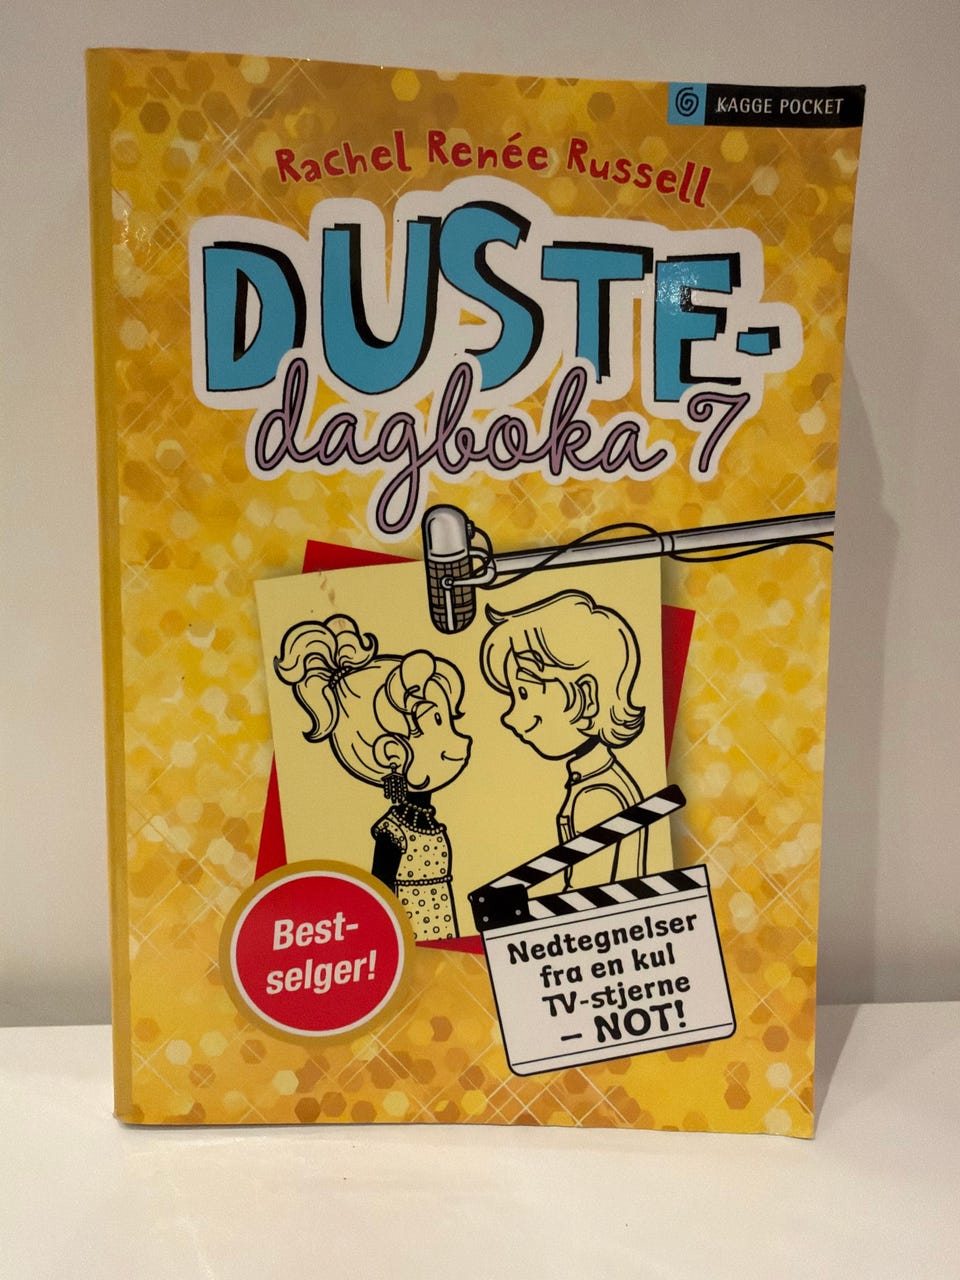 KAGGE POCKET
Rachel Renée Russell
DUSTE-
dagboka 7
Best-
selger!
Nedtegnelser
fra en kul
TV-stjerne
– NOT!